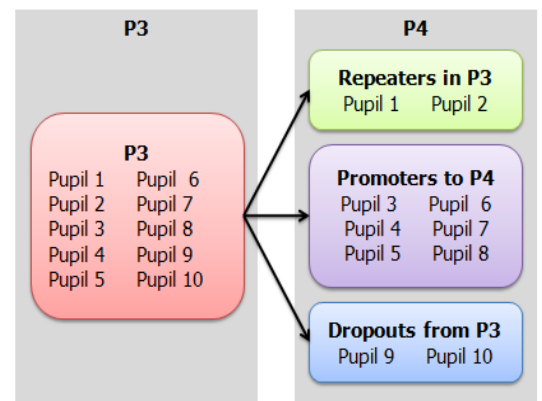 P3
P3
Pupil 1 Pupil 6
Pupil 2 Pupil 7
Pupil 3 Pupil 8
Pupil 4 Pupil 9
Pupil 5 Pupil 10
P4
Repeaters in P3
Pupil 1 Pupil 2
Promoters to P4
Pupil 3 Pupil 6
Pupil 4 Pupil 7
Pupil 5 Pupil 8
Dropouts from P3
Pupil 9 Pupil 10